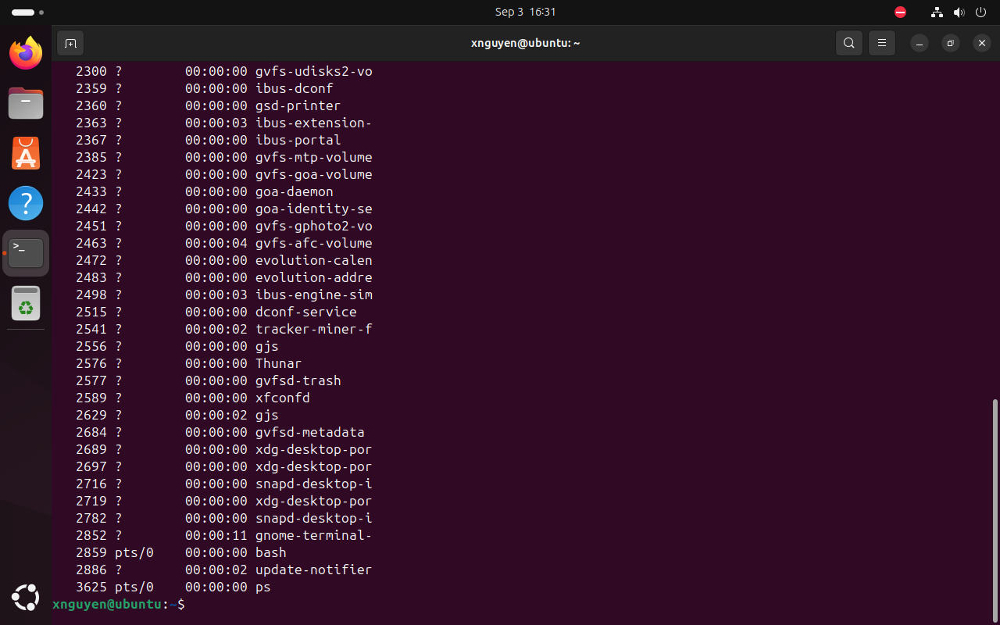 Sep 3  16:31
xnguyen@ubuntu: ~
2300 ?        00:00:00 gvfs-udisks2-vo
2359 ?        00:00:00 ibus-dconf
2360 ?        00:00:00 gsd-printer
2363 ?        00:00:03 ibus-extension-
2367 ?        00:00:00 ibus-portal
2385 ?        00:00:00 gvfs-mtp-volume
2423 ?        00:00:00 gvfs-goa-volume
2433 ?        00:00:00 goa-daemon
2442 ?        00:00:00 goa-identity-se
2451 ?        00:00:00 gvfs-gphoto2-vo
2463 ?        00:00:04 gvfs-afc-volume
2472 ?        00:00:00 evolution-calen
2483 ?        00:00:00 evolution-addre
2498 ?        00:00:03 ibus-engine-sim
2515 ?        00:00:00 dconf-service
2541 ?        00:00:02 tracker-miner-f
2556 ?        00:00:00 gjs
2576 ?        00:00:00 Thunar
2577 ?        00:00:00 gvfsd-trash
2589 ?        00:00:00 xfconfd
2629 ?        00:00:02 gjs
2684 ?        00:00:00 gvfsd-metadata
2689 ?        00:00:00 xdg-desktop-por
2697 ?        00:00:00 xdg-desktop-por
2716 ?        00:00:00 snapd-desktop-i
2719 ?        00:00:00 xdg-desktop-por
2782 ?        00:00:00 snapd-desktop-i
2852 ?        00:00:11 gnome-terminal-
2859 pts/0    00:00:00 bash
2886 ?        00:00:02 update-notifier
3625 pts/0    00:00:00 ps
xnguyen@ubuntu:~$